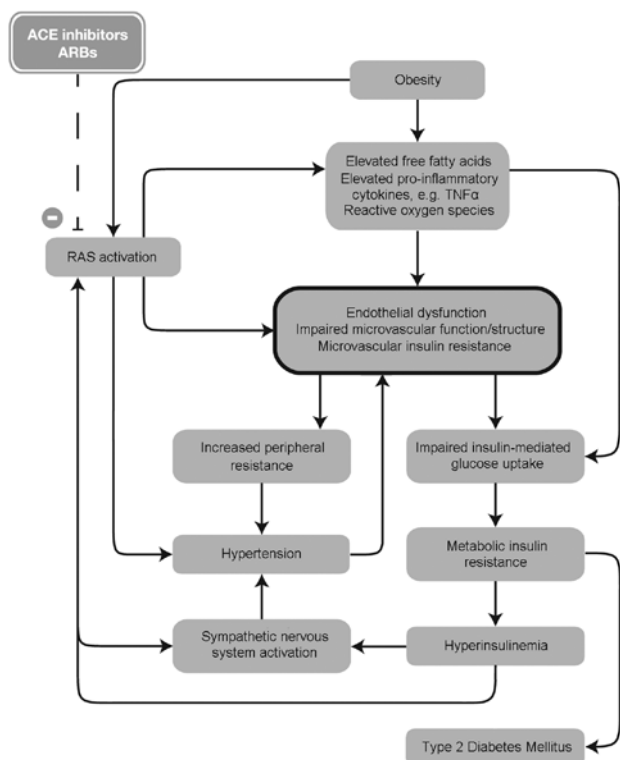 ACE inhibitors
ARBs
Obesity
Elevated free fatty acids
Elevated pro-inflammatory
cytokines, e.g. TNFα
Reactive oxygen species
RAS activation
Endothelial dysfunction
Impaired microvascular function/structure
Microvascular insulin resistance
Increased peripheral
resistance
Impaired insulin-mediated
glucose uptake
Hypertension
Metabolic insulin
resistance
Sympathetic nervous
system activation
Hyperinsulinemia
Type 2 Diabetes Mellitus